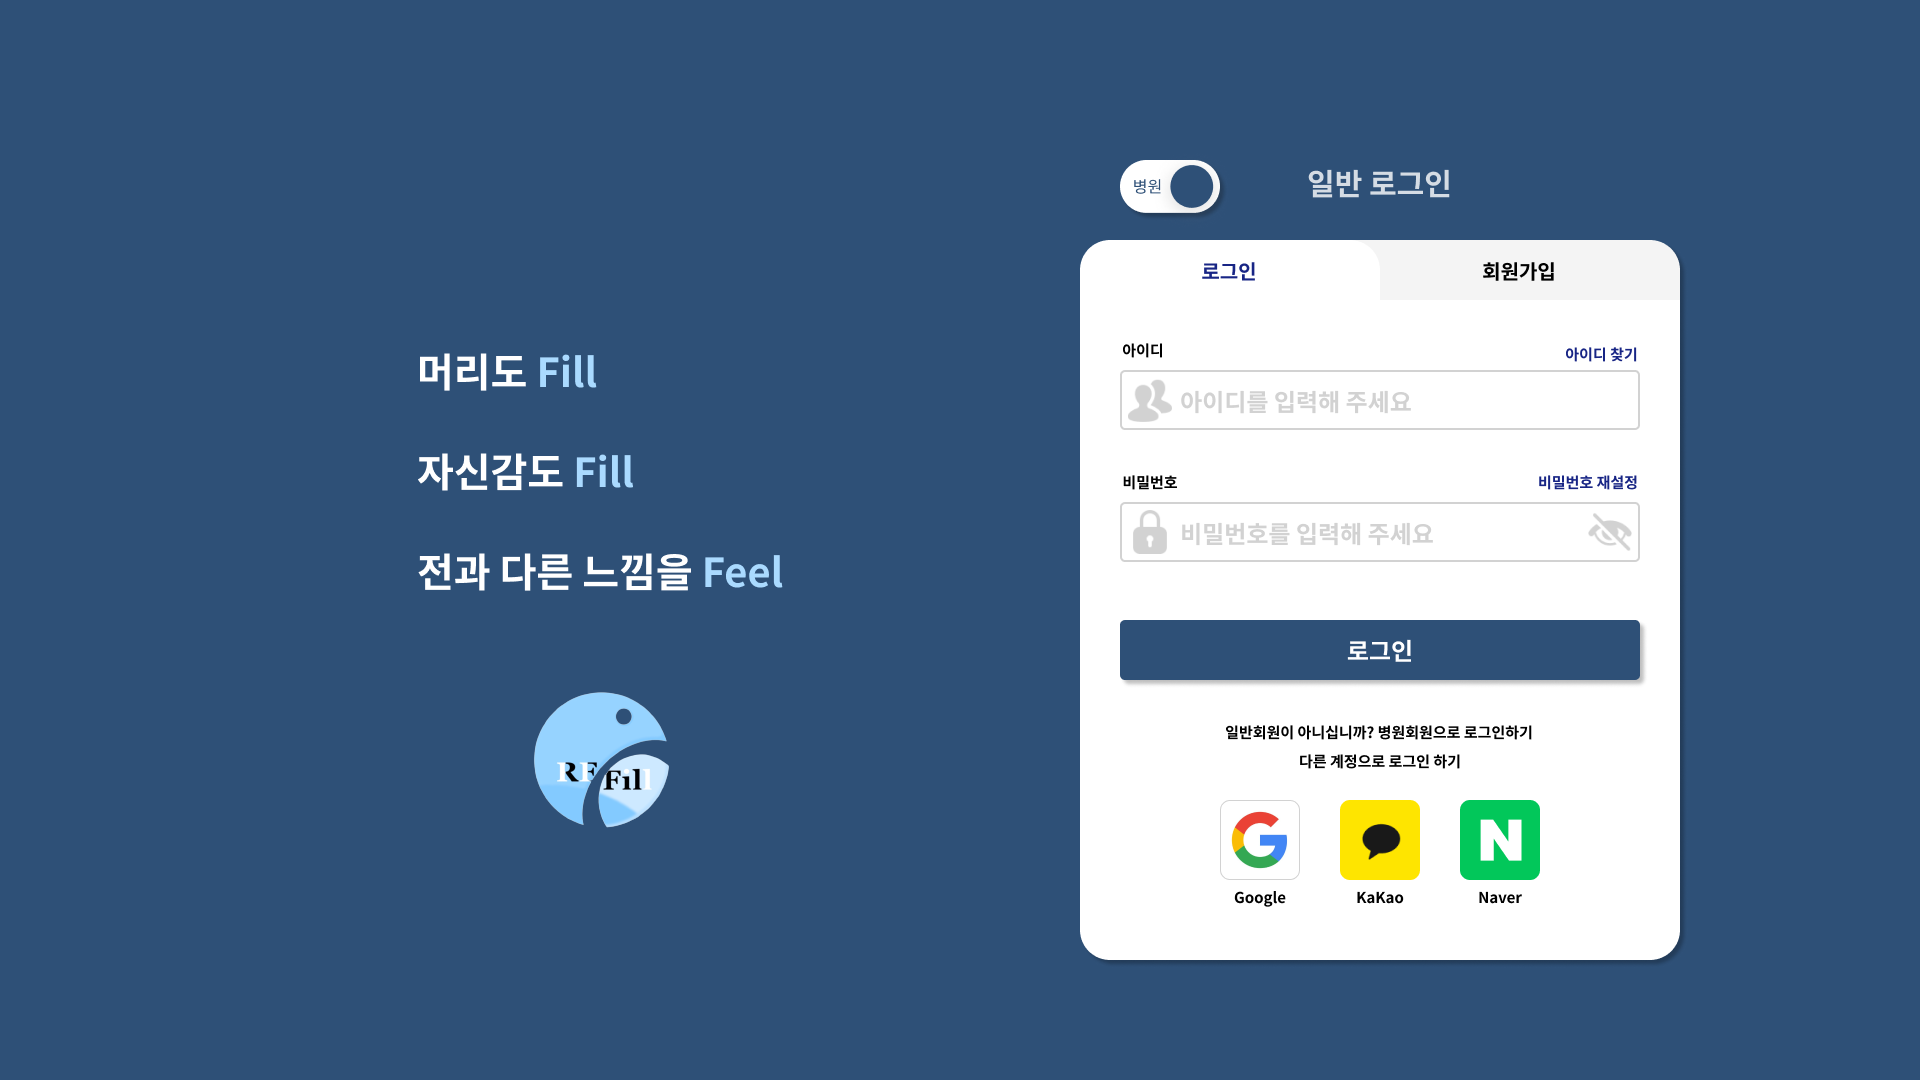 머리도 Fill
자신감도 Fill
전과 다른 느낌을 Feel
RF Fill
병원
일반 로그인
로그인
회원가입
아이디
아이디 찾기
아이디를 입력해 주세요
비밀번호
비밀번호 재설정
비밀번호를 입력해 주세요
로그인
일반회원이 아니십니까? 병원회원으로 로그인하기
다른 계정으로 로그인 하기
Google
KaKao
Naver